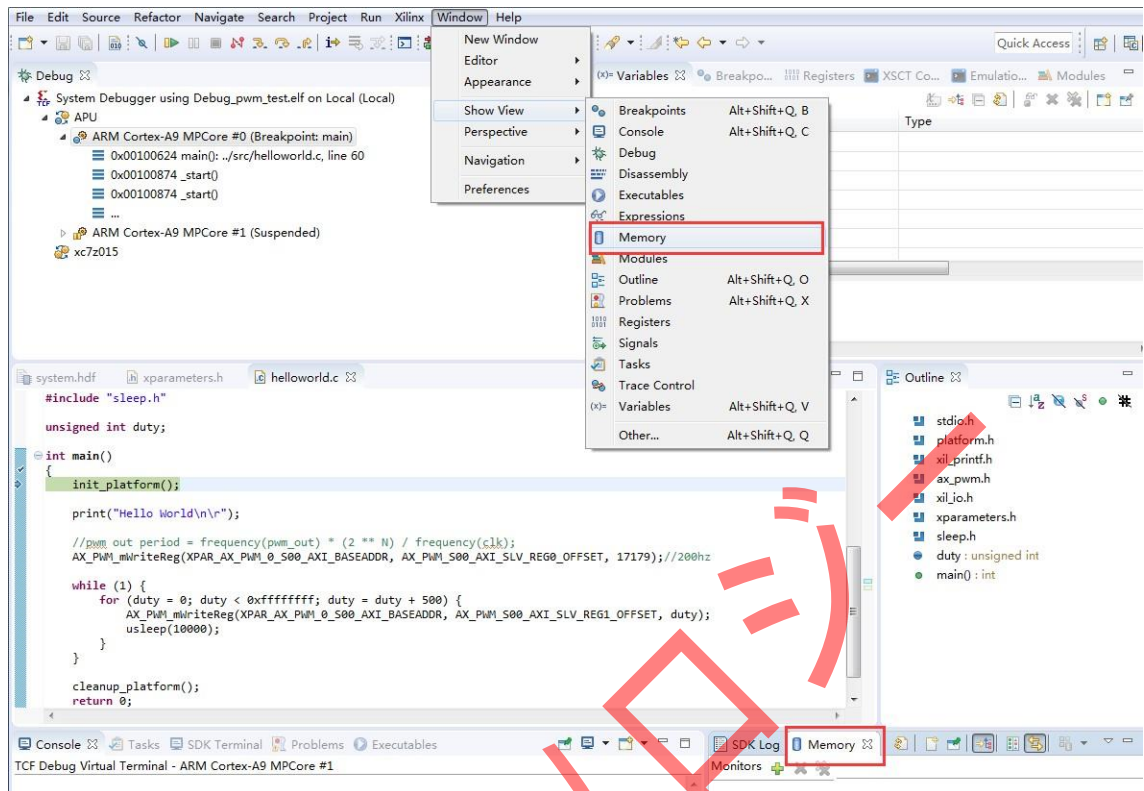 File Edit Source Refactor Navigate Search Project Run Xilinx Window Help
Quick Access
New Window
Editor
Appearance
Show View
Perspective
Navigation
Preferences
Breakpoints Alt+Shift+Q, B
Console Alt+Shift+Q, C
Debug
Disassembly
Executables
Expressions
Memory
Modules
Outline Alt+Shift+Q, O
Problems Alt+Shift+Q, X
Registers
Signals
Tasks
Trace Control
Variables Alt+Shift+Q, V
Other... Alt+Shift+Q, Q
Debug
System Debugger using Debug_pwm_test.elf on Local (Local)
APU
ARM Cortex-A9 MPCore #0 (Breakpoint: main)
0x00100624 main(): ../src/helloworld.c, line 60
0x00100874 _start()
0x00100874 _start()
...
ARM Cortex-A9 MPCore #1 (Suspended)
xc7z015
(x)= Variables Breakpo... Registers XSCT Co... Emulatio... Modules
Type
system.hdf xparameters.h helloworld.c
#include "sleep.h"
unsigned int duty;
int main()
{
init_platform();
print("Hello World\n\r");
//pwm out period = frequency(pwm_out) * (2 ** N) / frequency(clk);
AX_PWM_mWriteReg(XPAR_AX_PWM_0_S00_AXI_BASEADDR, AX_PWM_S00_AXI_SLV_REG0_OFFSET, 17179);//200hz
while (1) {
for (duty = 0; duty < 0xffffffff; duty = duty + 500) {
AX_PWM_mWriteReg(XPAR_AX_PWM_0_S00_AXI_BASEADDR, AX_PWM_S00_AXI_SLV_REG1_OFFSET, duty);
usleep(10000);
}
}
cleanup_platform();
return 0;
Outline
stdio.h
platform.h
xil_printf.h
ax_pwm.h
xil_io.h
xparameters.h
sleep.h
duty : unsigned int
main() : int
Console Tasks SDK Terminal Problems Executables
TCF Debug Virtual Terminal - ARM Cortex-A9 MPCore #1
SDK Log Memory
Monitors